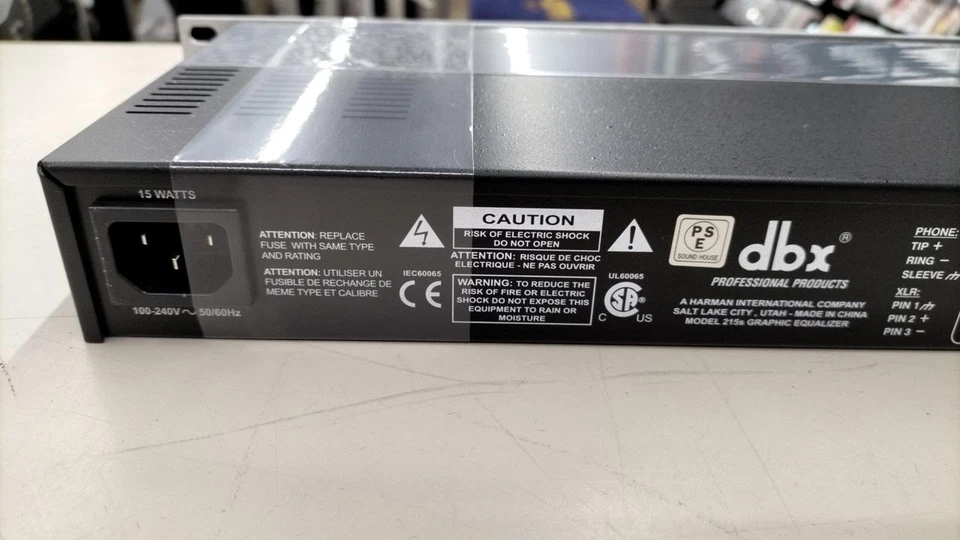 15 WATTS
100-240V ~ 50/60Hz
ATTENTION: REPLACE
FUSE WITH SAME TYPE
AND RATING
ATTENTION: UTILISER UN
FUSIBLE DE RECHANGE DE
MEME TYPE ET CALIBRE
IEC60065
CE
CAUTION
RISK OF ELECTRIC SHOCK
DO NOT OPEN
ATTENTION: RISQUE DE CHOC
ELECTRIQUE - NE PAS OUVRIR
WARNING: TO REDUCE THE
RISK OF FIRE OR ELECTRIC
SHOCK DO NOT EXPOSE THIS
EQUIPMENT TO RAIN OR
MOISTURE
!
UL60065
SA®
C US
PS
E
SOUND HOUSE
dbx®
PROFESSIONAL PRODUCTS
A HARMAN INTERNATIONAL COMPANY
SALT LAKE CITY, UTAH - MADE IN CHINA
MODEL 215s GRAPHIC EQUALIZER
PHONE:
TIP +
RING -
SLEEVE
XLR:
PIN 1
PIN 2 +
PIN 3 -